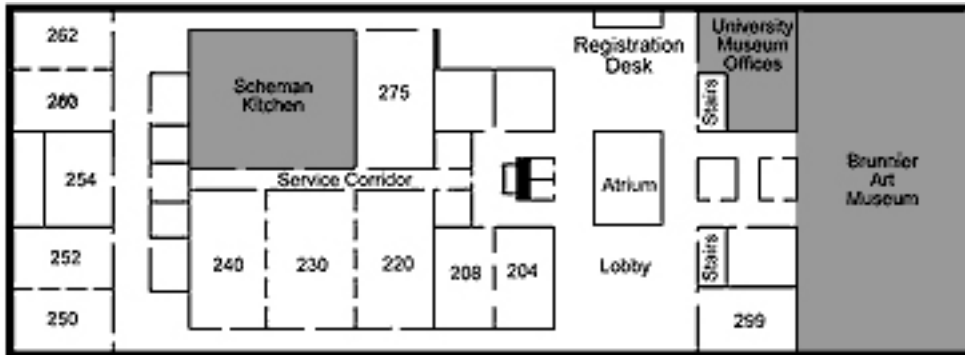 262
260
254
252
250
Scheman
Kitchen
275
Service Corridor
240
230
220
208
204
Registration
Desk
Atrium
Lobby
University
Museum
Offices
Stairs
Stairs
299
Brunnier
Art
Museum